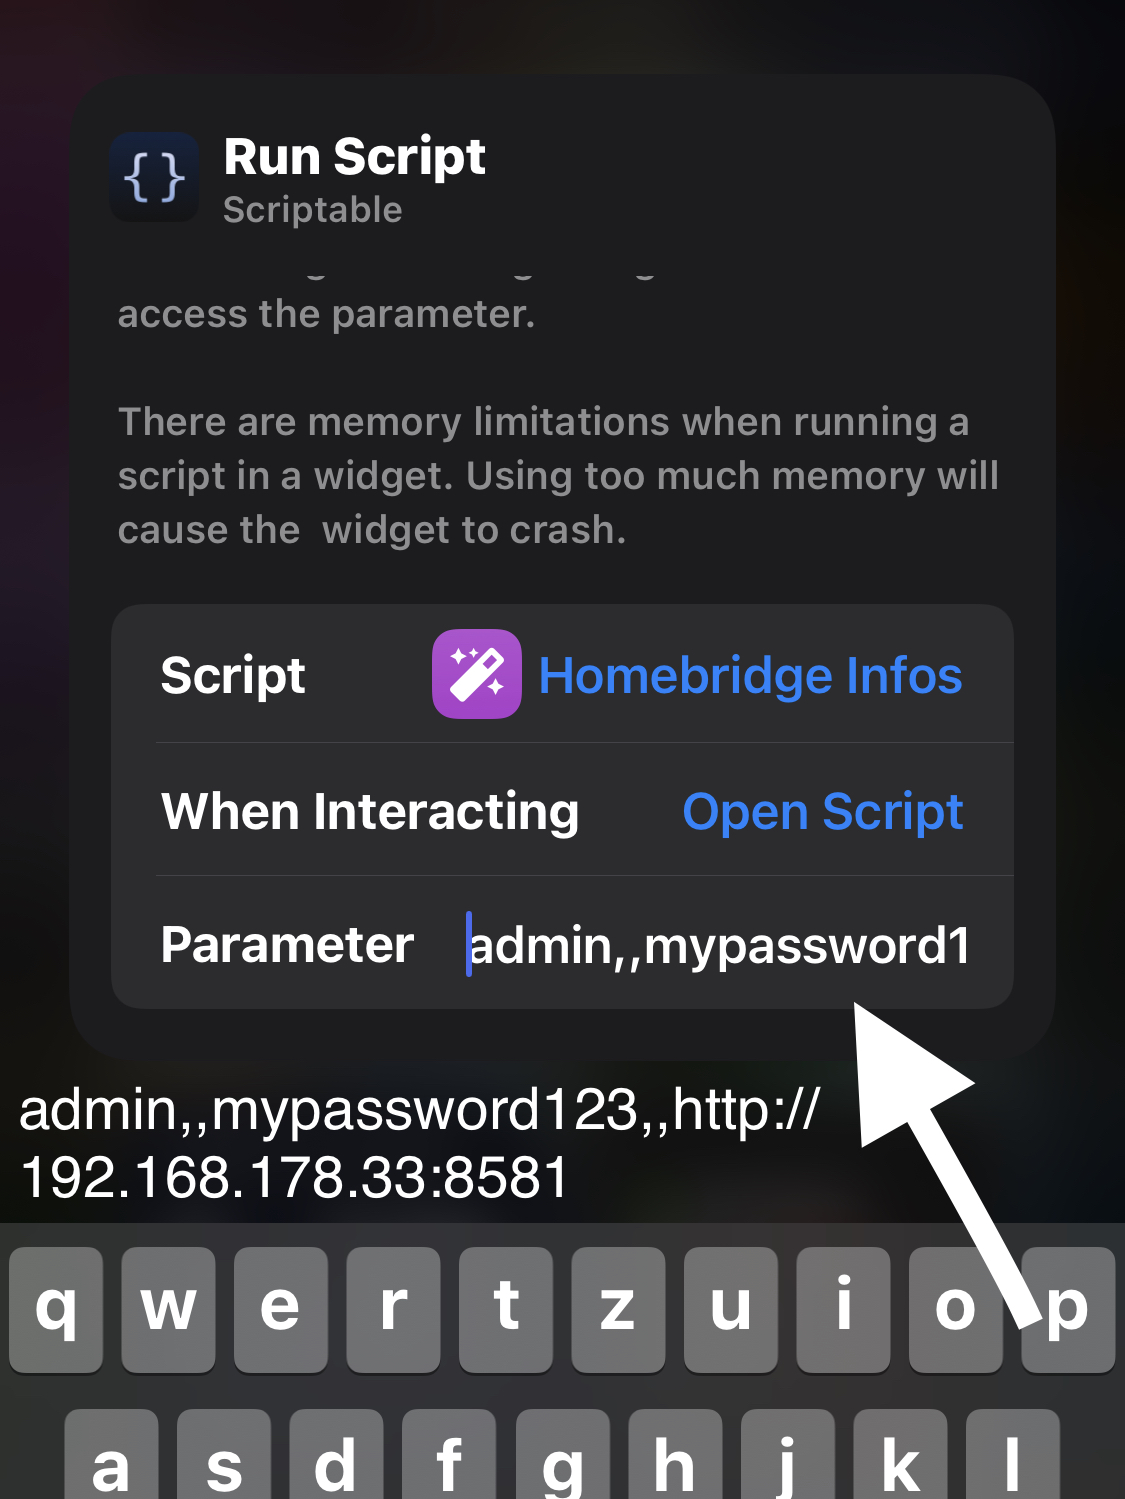 {}
Run Script
Scriptable
access the parameter.
There are memory limitations when running a
script in a widget. Using too much memory will
cause the  widget to crash.
Script Homebridge Infos
When Interacting Open Script
Parameter admin,,mypassword1
admin,,mypassword123,,http://
192.168.178.33:8581
q w e r t z u i o p
a s d f g h j k l